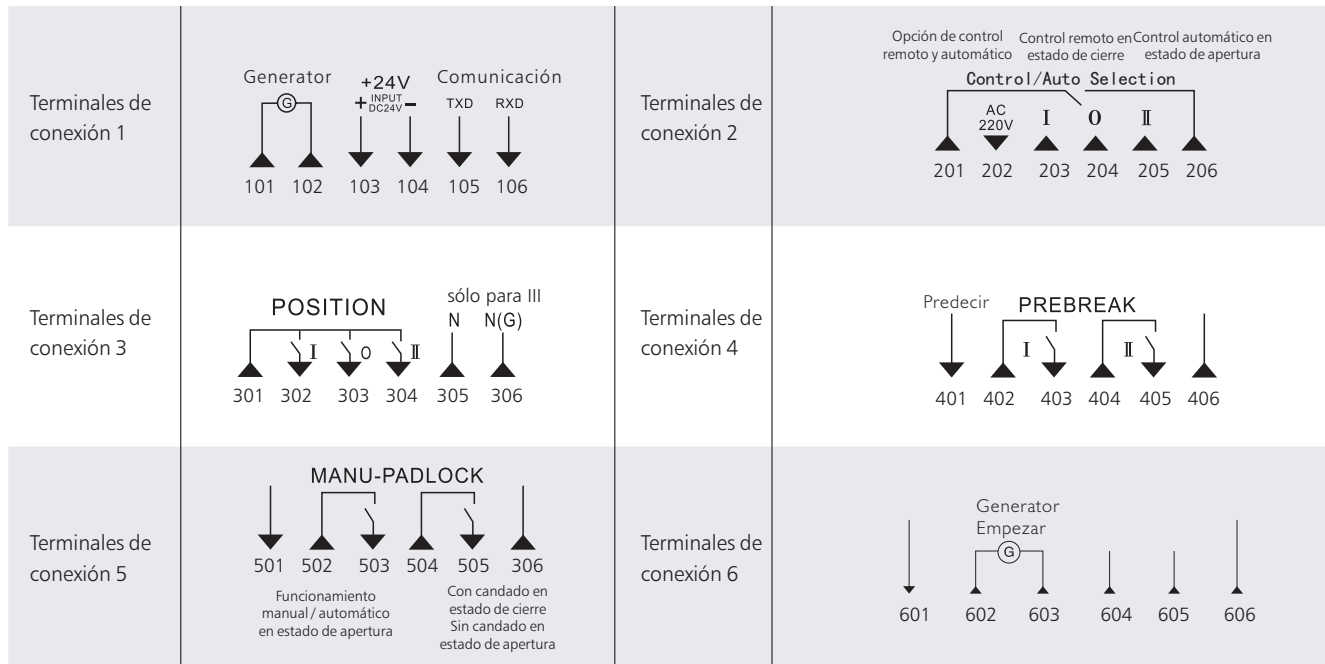 Terminales de
conexión 1
Generator
G
+24V
+ INPUT DC24V −
Comunicación
TXD RXD
101 102 103 104 105 106
Terminales de
conexión 2
Opción de control
remoto y automático
Control remoto en
estado de cierre
Control automático en
estado de apertura
Control/Auto Selection
AC
220V
I O II
201 202 203 204 205 206
Terminales de
conexión 3
POSITION
sólo para III
N N(G)
I O II
301 302 303 304 305 306
Terminales de
conexión 4
Predecir PREBREAK
I II
401 402 403 404 405 406
Terminales de
conexión 5
MANU-PADLOCK
501 502 503 504 505 306
Funcionamiento
manual / automático
en estado de apertura
Con candado en
estado de cierre
Sin candado en
estado de apertura
Terminales de
conexión 6
Generator
Empezar
G
601 602 603 604 605 606